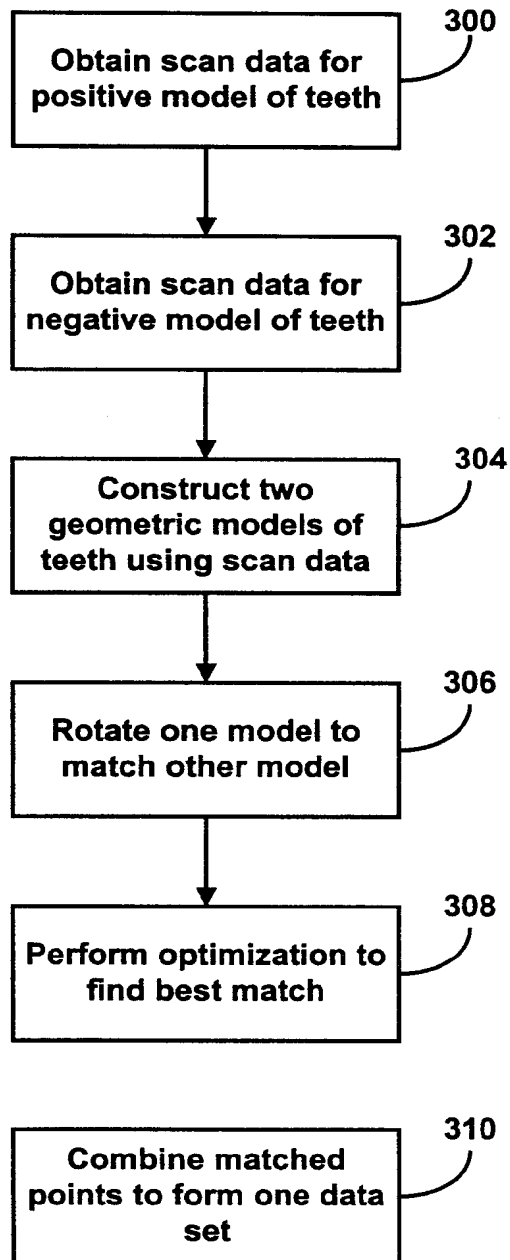 300
Obtain scan data for
positive model of teeth
302
Obtain scan data for
negative model of teeth
304
Construct two
geometric models of
teeth using scan data
306
Rotate one model to
match other model
308
Perform optimization to
find best match
310
Combine matched
points to form one data
set